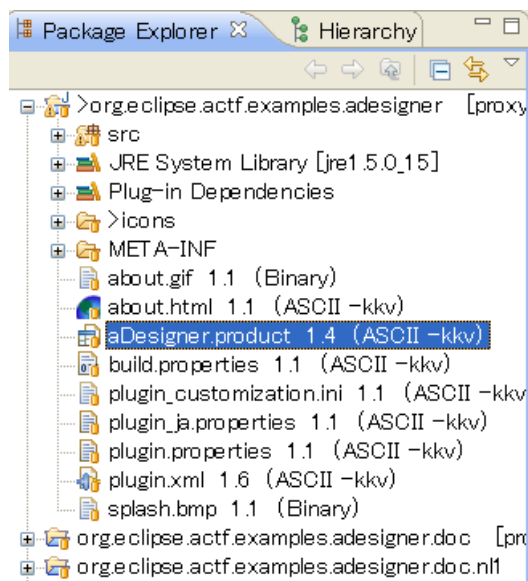 Package Explorer Hierarchy
>org.eclipse.actf.examples.adesigner [proxy
src
JRE System Library [jre1.5.0_15]
Plug-in Dependencies
>icons
META-INF
about.gif 1.1 (Binary)
about.html 1.1 (ASCII -kkv)
aDesigner.product 1.4 (ASCII -kkv)
build.properties 1.1 (ASCII -kkv)
plugin_customization.ini 1.1 (ASCII -kkv
plugin_ja.properties 1.1 (ASCII -kkv)
plugin.properties 1.1 (ASCII -kkv)
plugin.xml 1.6 (ASCII -kkv)
splash.bmp 1.1 (Binary)
org.eclipse.actf.examples.adesigner.doc [pro
org.eclipse.actf.examples.adesigner.doc.nl1